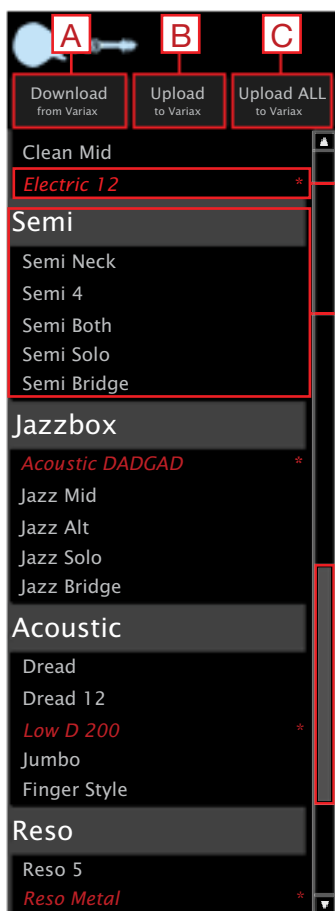 A B C
Download Upload Upload ALL
from Variax to Variax to Variax
Clean Mid
Electric 12 *
Semi
Semi Neck
Semi 4
Semi Both
Semi Solo
Semi Bridge
Jazzbox
Acoustic DADGAD *
Jazz Mid
Jazz Alt
Jazz Solo
Jazz Bridge
Acoustic
Dread
Dread 12
Low D 200 *
Jumbo
Finger Style
Reso
Reso 5
Reso Metal *